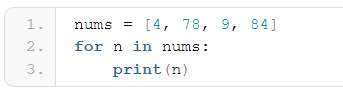 1. nums = [4, 78, 9, 84]
2. for n in nums:
3.     print(n)